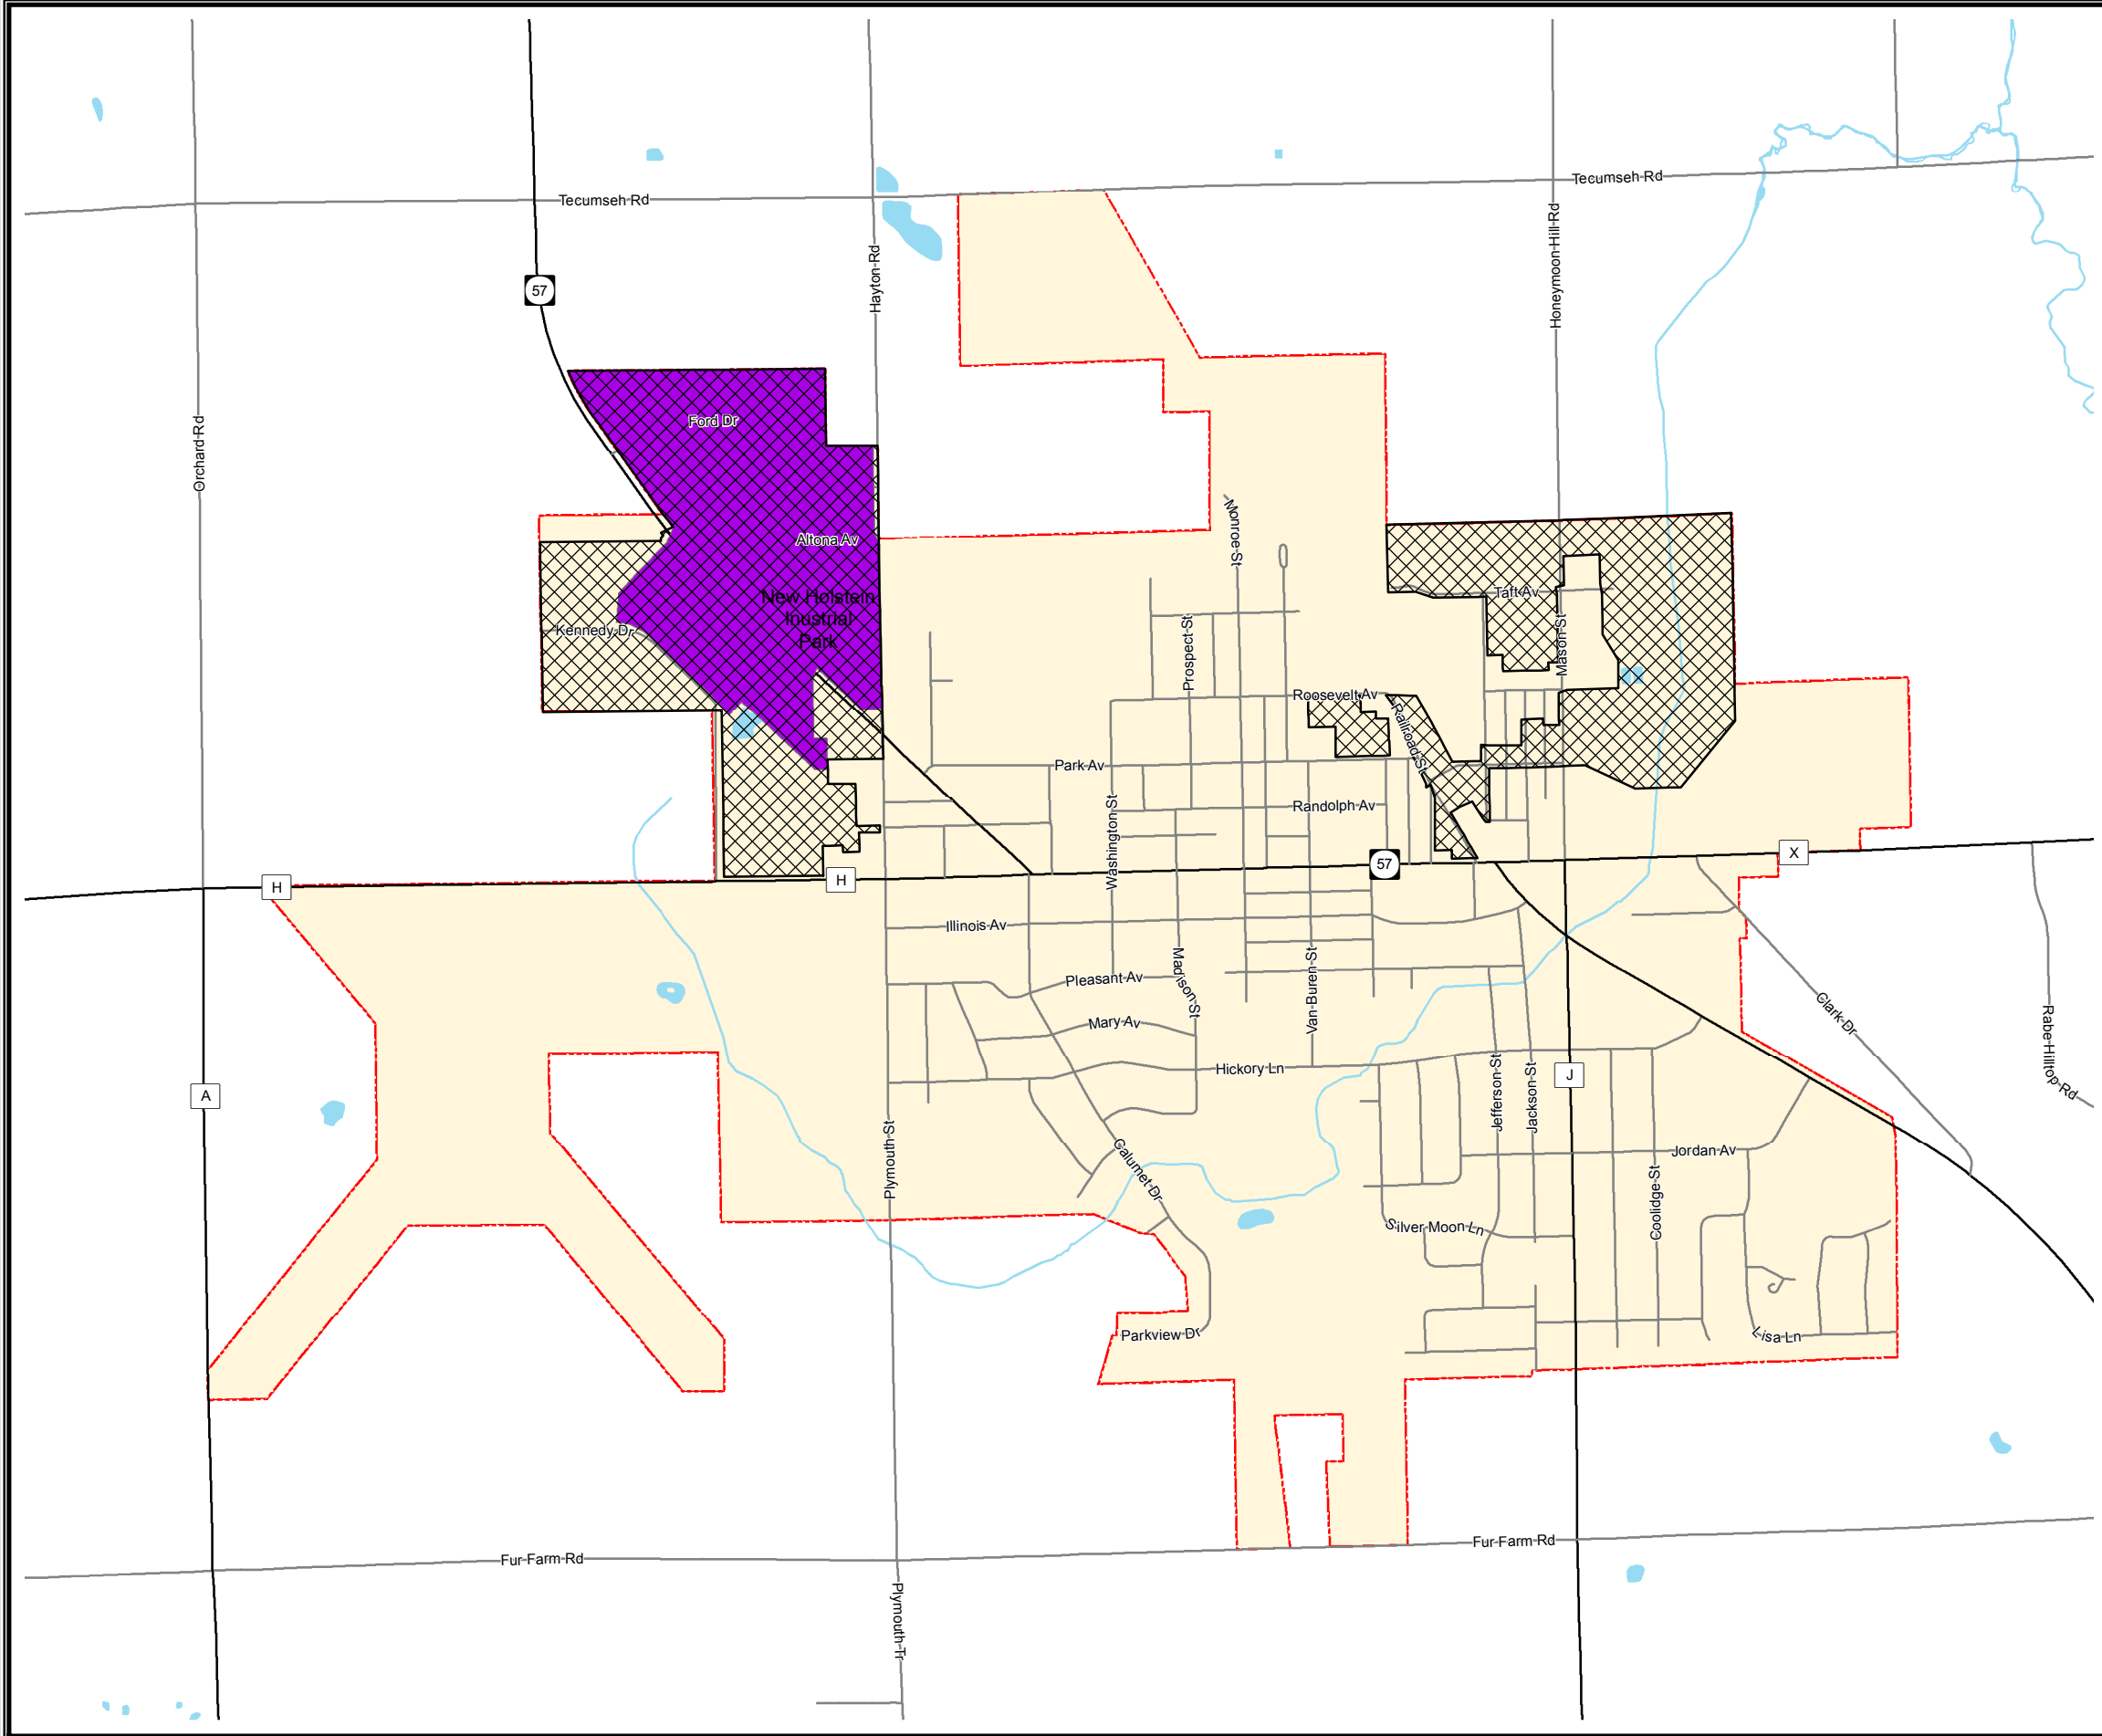 Tecumseh Rd
Tecumseh Rd
Honeymoon Hill Rd
Hayton Rd
57
Orchard Rd
Ford Dr
Altona Av
New Holstein
Inustrial
Park
Kennedy Dr
Monroe St
Taft Av
Mason St
Prospect St
Roosevelt Av
Railroad St
Park Av
Randolph Av
Washington St
57
X
H
H
Illinois Av
Pleasant Av
Madison St
Van Buren St
Mary Av
Hickory Ln
Clark Dr
Rabe Hilltop Rd
A
J
Jefferson St
Jackson St
Plymouth St
Calumet Dr
Jordan Av
Coolidge St
Silver Moon Ln
Parkview Dr
Lisa Ln
Fur Farm Rd
Fur Farm Rd
Plymouth Tr